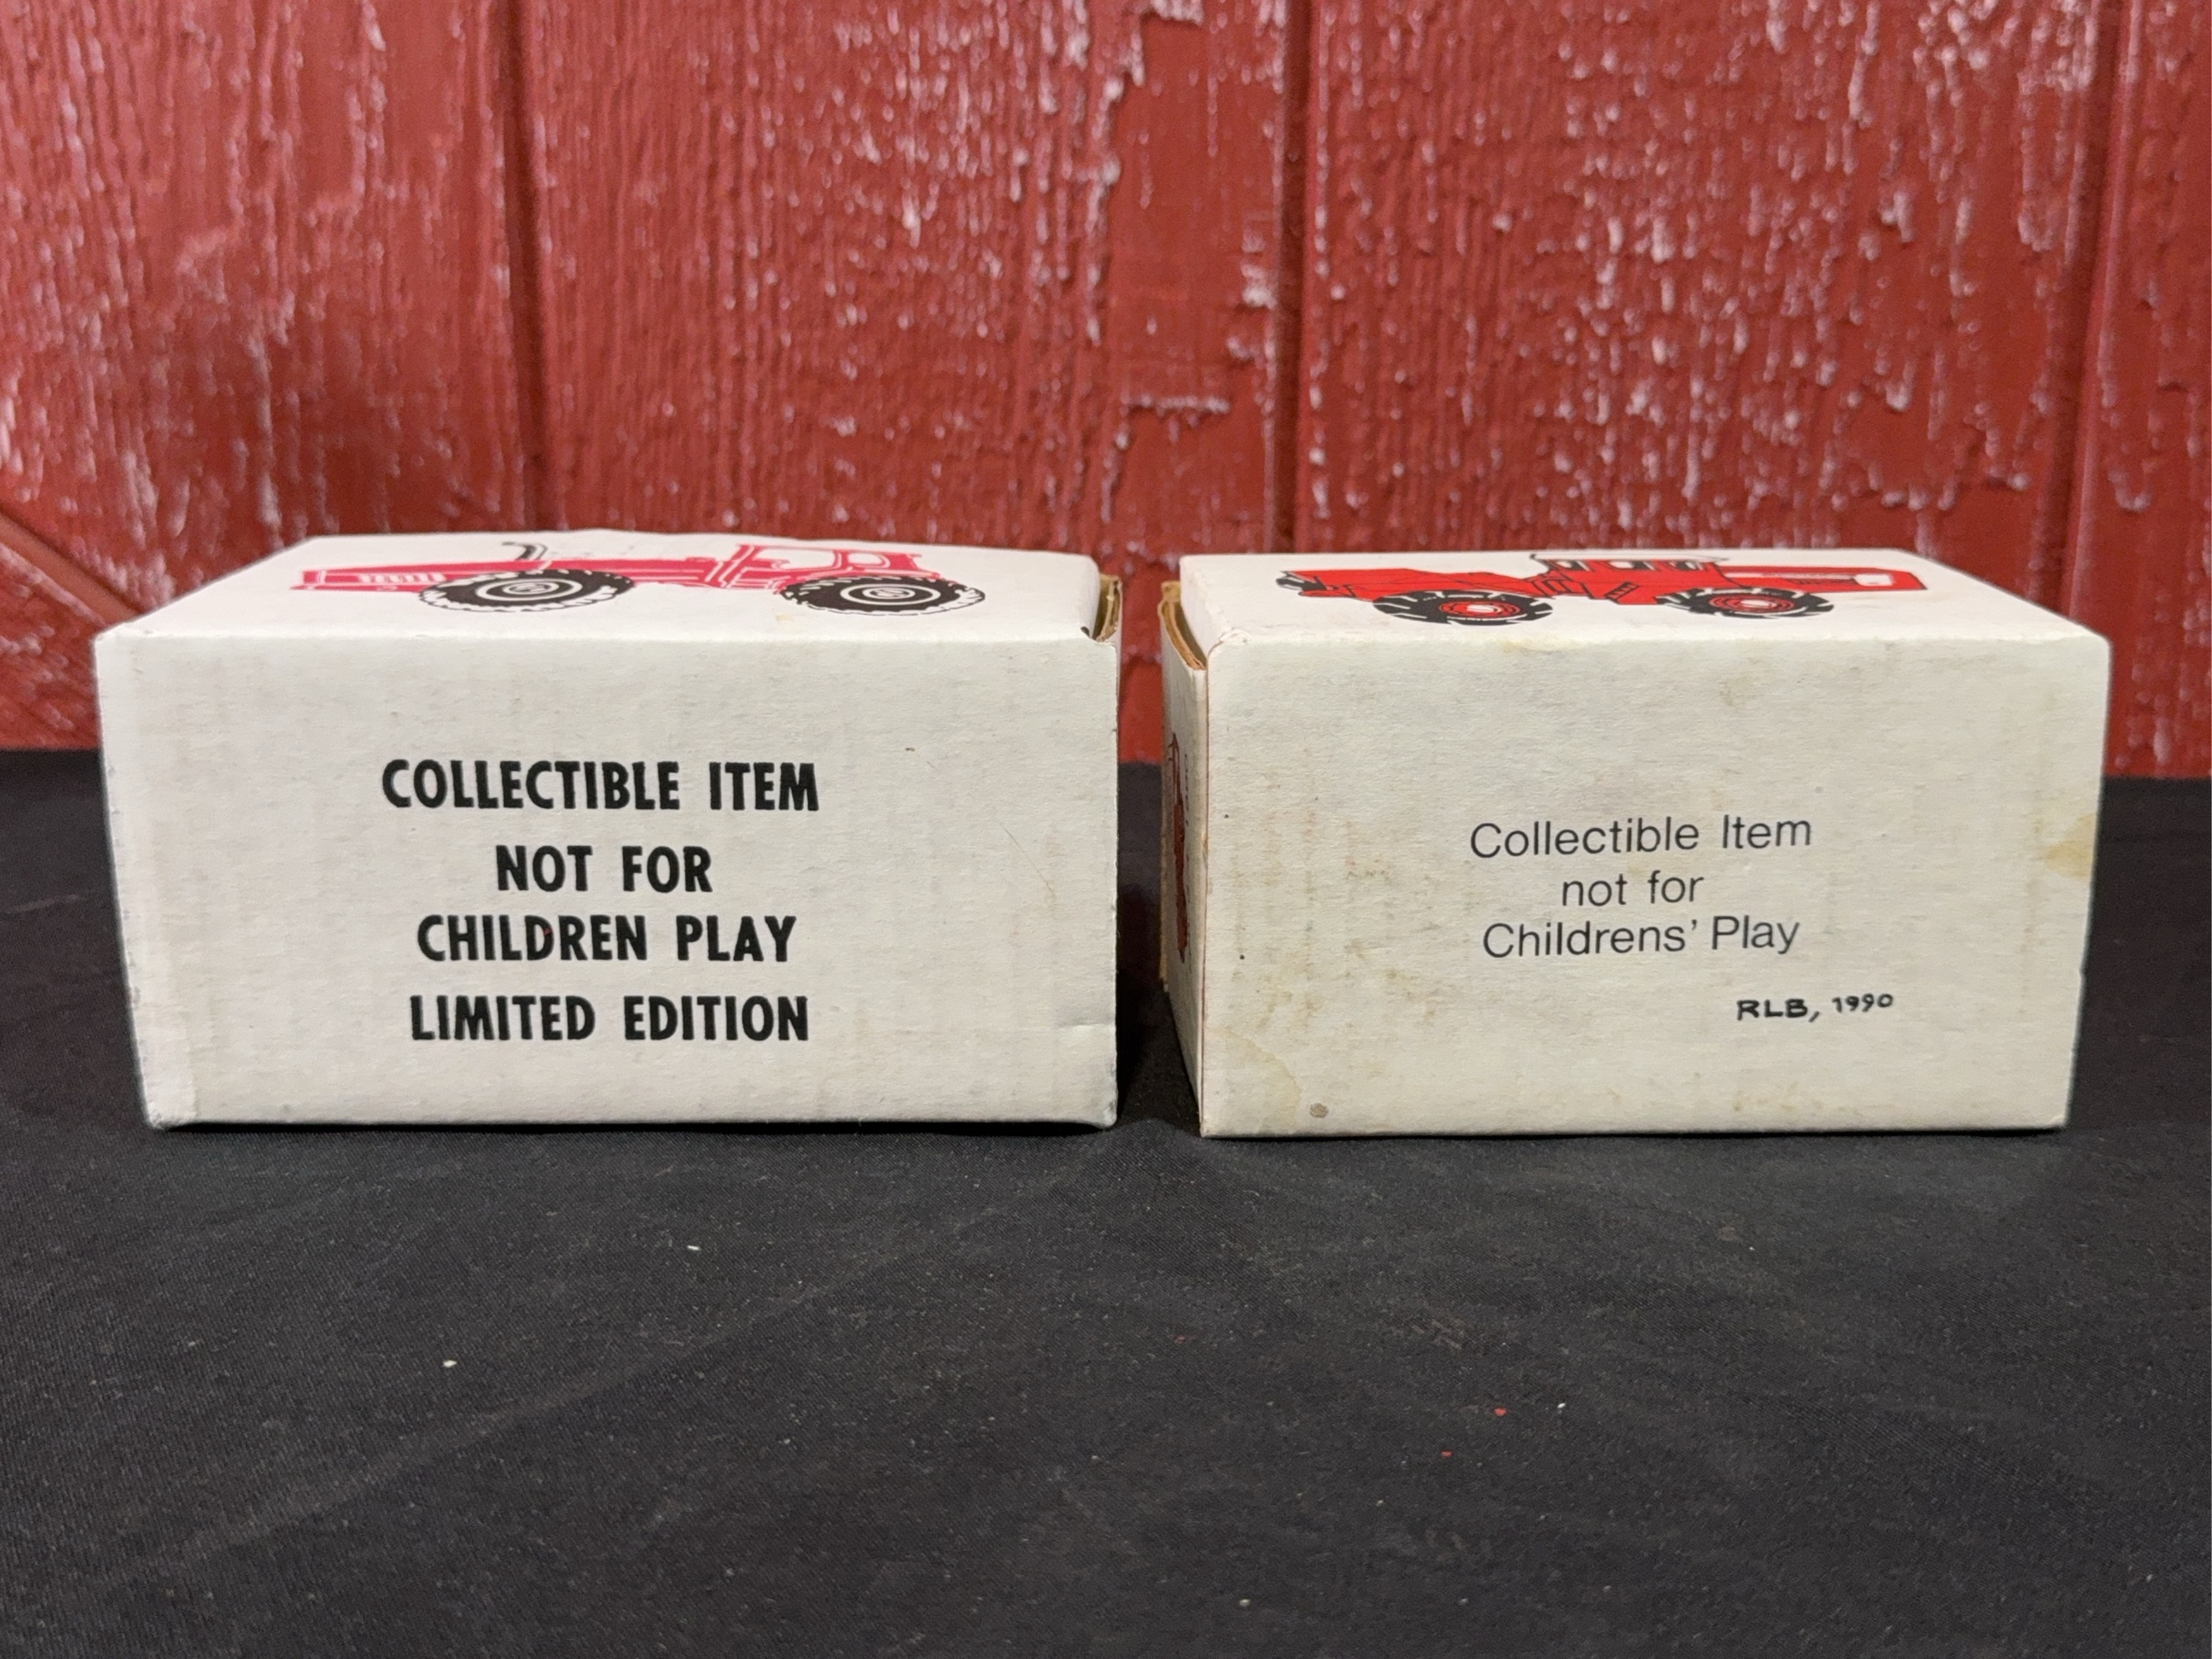 COLLECTIBLE ITEM
NOT FOR
CHILDREN PLAY
LIMITED EDITION
Collectible Item
not for
Childrens' Play
RLB, 1990